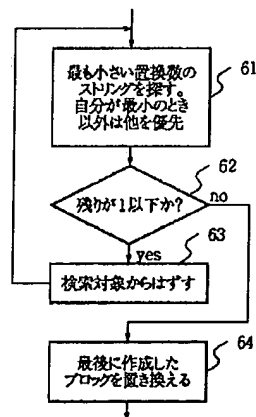 最も小さい置換数の
ストリングを探す。
自分が最小のとき
以外は他を優先
61
62
残りが1以下か?
no
yes
63
検索対象からはずす
64
最後に作成した
ブロックを置き換える